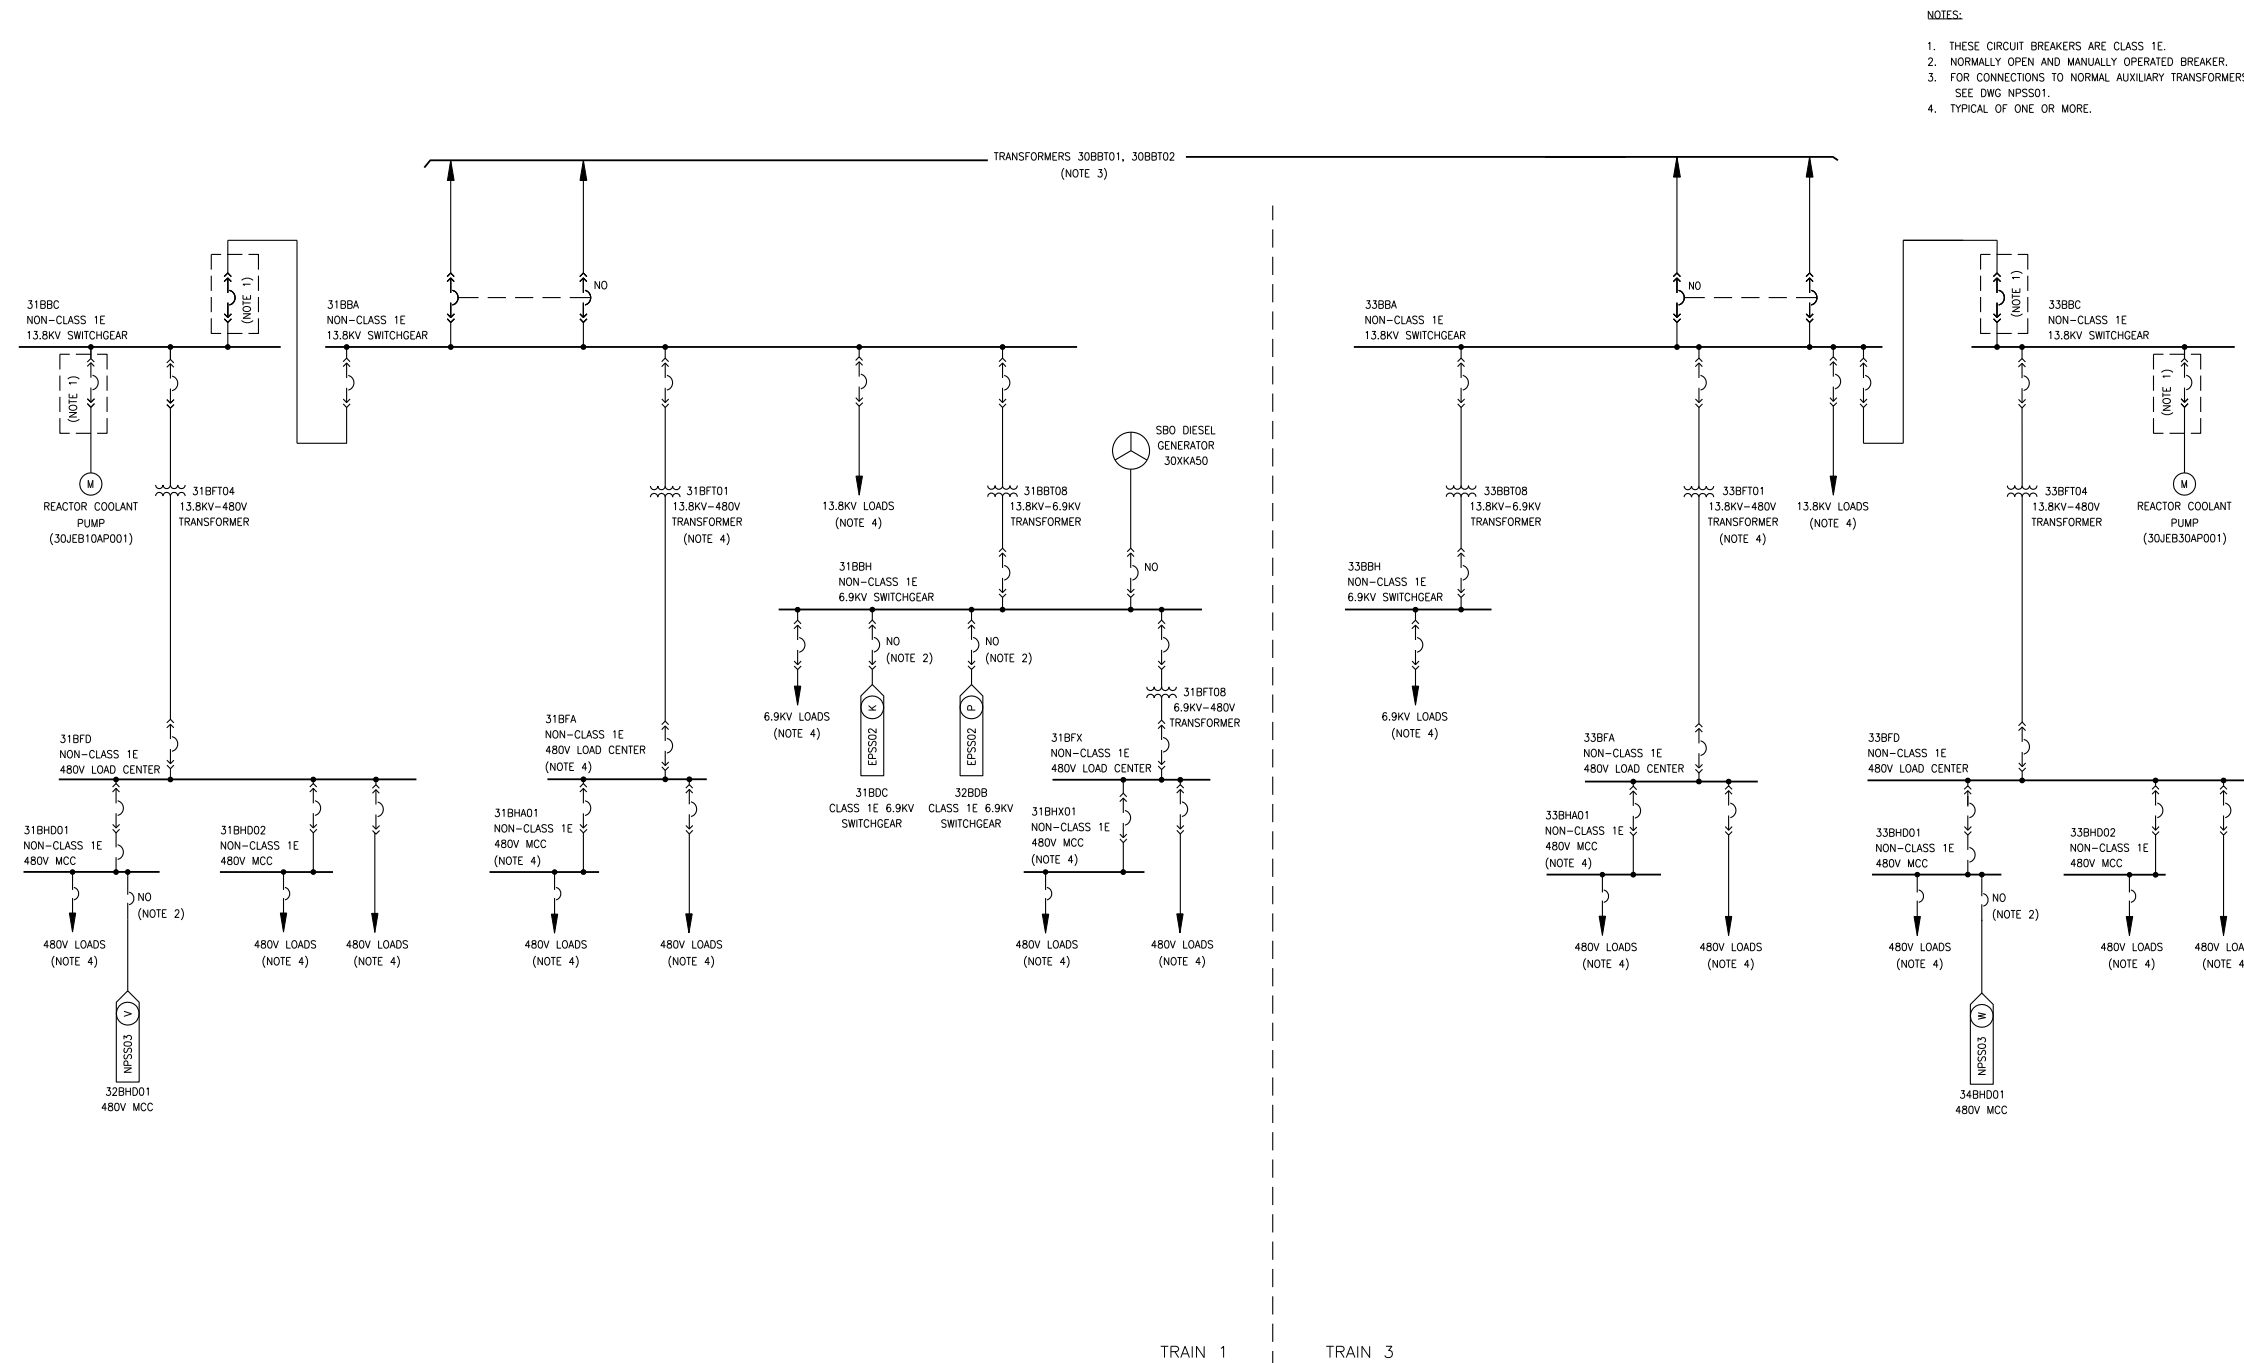 NOTES:
1. THESE CIRCUIT BREAKERS ARE CLASS 1E.
2. NORMALLY OPEN AND MANUALLY OPERATED BREAKER.
3. FOR CONNECTIONS TO NORMAL AUXILIARY TRANSFORMERS
SEE DWG NPSS01.
4. TYPICAL OF ONE OR MORE.
TRANSFORMERS 30BBT01, 30BBT02
(NOTE 3)
31BBC
NON-CLASS 1E
13.8KV SWITCHGEAR
(NOTE 1)
31BBA
NON-CLASS 1E
13.8KV SWITCHGEAR
NO
33BBA
NON-CLASS 1E
13.8KV SWITCHGEAR
NO
(NOTE 1)
33BBC
NON-CLASS 1E
13.8KV SWITCHGEAR
(NOTE 1)
M
REACTOR COOLANT
PUMP
(30JEB10AP001)
31BFT04
13.8KV-480V
TRANSFORMER
31BFT01
13.8KV-480V
TRANSFORMER
(NOTE 4)
13.8KV LOADS
(NOTE 4)
31BBT08
13.8KV-6.9KV
TRANSFORMER
SBO DIESEL
GENERATOR
30XKA50
NO
33BBT08
13.8KV-6.9KV
TRANSFORMER
33BFT01
13.8KV-480V
TRANSFORMER
(NOTE 4)
13.8KV LOADS
(NOTE 4)
33BFT04
13.8KV-480V
TRANSFORMER
(NOTE 1)
M
REACTOR COOLANT
PUMP
(30JEB30AP001)
31BBH
NON-CLASS 1E
6.9KV SWITCHGEAR
NO
(NOTE 2)
NO
(NOTE 2)
6.9KV LOADS
(NOTE 4)
K
EPSS02
31BDC
CLASS 1E 6.9KV
SWITCHGEAR
P
EPSS02
32BDB
CLASS 1E 6.9KV
SWITCHGEAR
31BFT08
6.9KV-480V
TRANSFORMER
33BBH
NON-CLASS 1E
6.9KV SWITCHGEAR
6.9KV LOADS
(NOTE 4)
31BFD
NON-CLASS 1E
480V LOAD CENTER
31BFA
NON-CLASS 1E
480V LOAD CENTER
(NOTE 4)
31BFX
NON-CLASS 1E
480V LOAD CENTER
33BFA
NON-CLASS 1E
480V LOAD CENTER
33BFD
NON-CLASS 1E
480V LOAD CENTER
31BHD01
NON-CLASS 1E
480V MCC
31BHD02
NON-CLASS 1E
480V MCC
31BHA01
NON-CLASS 1E
480V MCC
(NOTE 4)
31BHX01
NON-CLASS 1E
480V MCC
(NOTE 4)
33BHA01
NON-CLASS 1E
480V MCC
(NOTE 4)
33BHD01
NON-CLASS 1E
480V MCC
33BHD02
NON-CLASS 1E
480V MCC
NO
(NOTE 2)
NO
(NOTE 2)
480V LOADS
(NOTE 4)
480V LOADS
(NOTE 4)
480V LOADS
(NOTE 4)
480V LOADS
(NOTE 4)
480V LOADS
(NOTE 4)
480V LOADS
(NOTE 4)
480V LOADS
(NOTE 4)
480V LOADS
(NOTE 4)
480V LOADS
(NOTE 4)
480V LOADS
(NOTE 4)
480V LOADS
(NOTE 4)
480V LOA
(NOTE 4
V
NPSS03
32BHD01
480V MCC
W
NPSS03
34BHD01
480V MCC
TRAIN 1
TRAIN 3